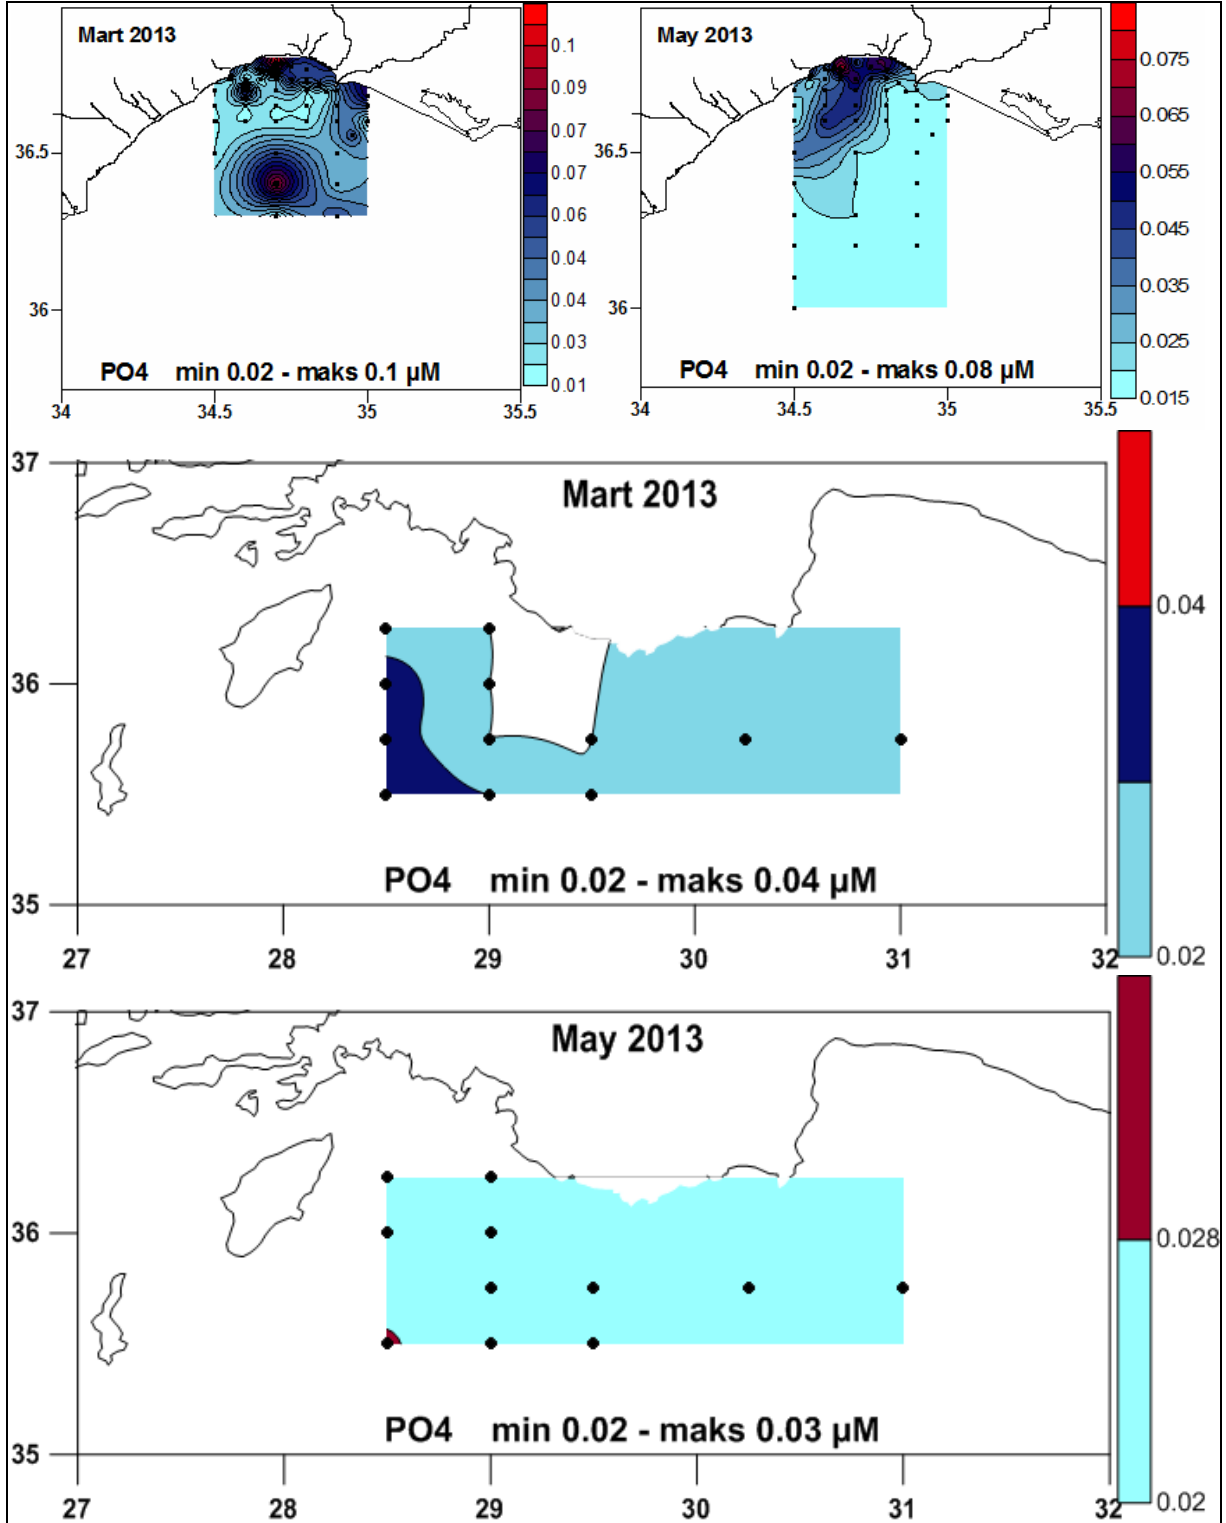 Mart 2013
0.1
0.09
0.07
0.07
0.06
0.04
0.04
0.03
0.01
36.5
36
PO4 min 0.02 - maks 0.1 µM
34 34.5 35 35.5
May 2013
0.075
0.065
0.055
0.045
0.035
0.025
0.015
36.5
36
PO4 min 0.02 - maks 0.08 µM
34 34.5 35 35.5
37
Mart 2013
0.04
36
PO4 min 0.02 - maks 0.04 µM
35
0.02
27 28 29 30 31 32
37
May 2013
36
0.028
PO4 min 0.02 - maks 0.03 µM
35
0.02
27 28 29 30 31 32